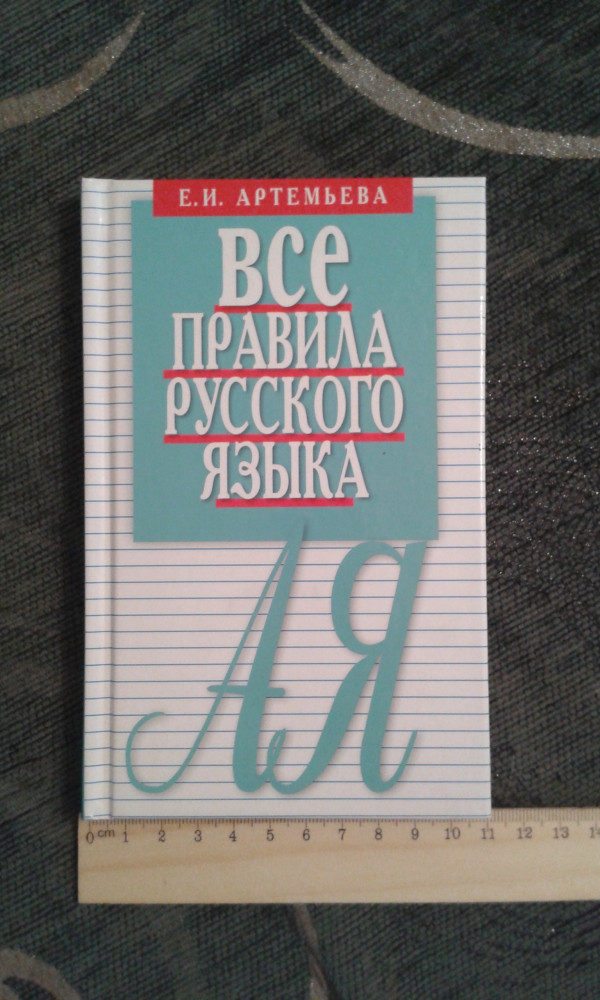 Е.И. АРТЕМЬЕВА
ВСЕ
ПРАВИЛА
РУССКОГО
ЯЗЫКА
АЯ
0 cm 1 2 3 4 5 6 7 8 9 10 11 12 13 14